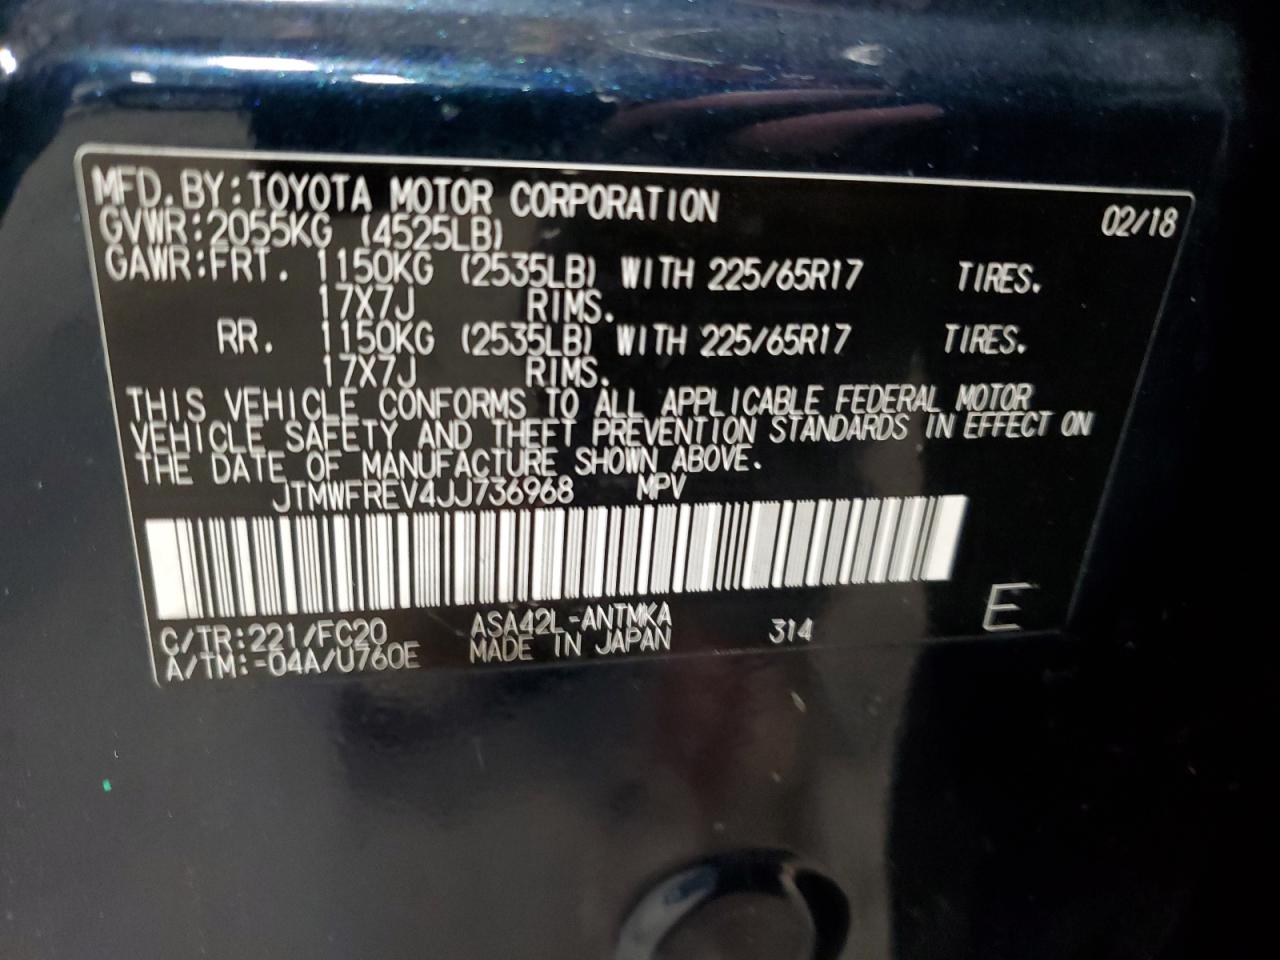 MFD.BY:TOYOTA MOTOR CORPORATION 02/18
GVWR:2055KG (4525LB)
GAWR:FRT. 1150KG (2535LB) WITH 225/65R17 TIRES.
17X7J RIMS.
RR. 1150KG (2535LB) WITH 225/65R17 TIRES.
17X7J RIMS.
THIS VEHICLE CONFORMS TO ALL APPLICABLE FEDERAL MOTOR
VEHICLE SAFETY AND THEFT PREVENTION STANDARDS IN EFFECT ON
THE DATE OF MANUFACTURE SHOWN ABOVE.
JTMWFREV4JJ736968 MPV
C/TR:221/FC20 ASA42L-ANTMKA 314 E
A/TM:-04A/U760E MADE IN JAPAN